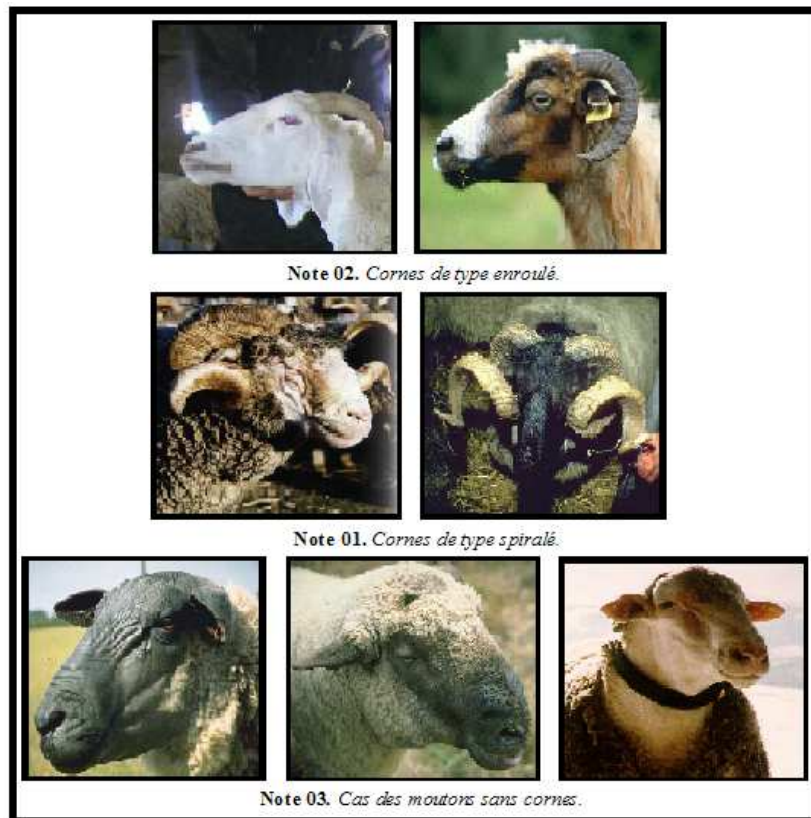 Note 02. Cornes de type enroulé.
Note 01. Cornes de type spiralé.
Note 03. Cas des moutons sans cornes.